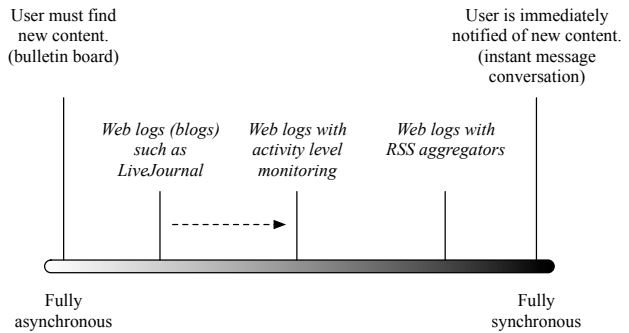 User must find
new content.
(bulletin board)
User is immediately
notified of new content.
(instant message
conversation)
Web logs (blogs)
such as
LiveJournal
Web logs with
activity level
monitoring
Web logs with
RSS aggregators
Fully
asynchronous
Fully
synchronous